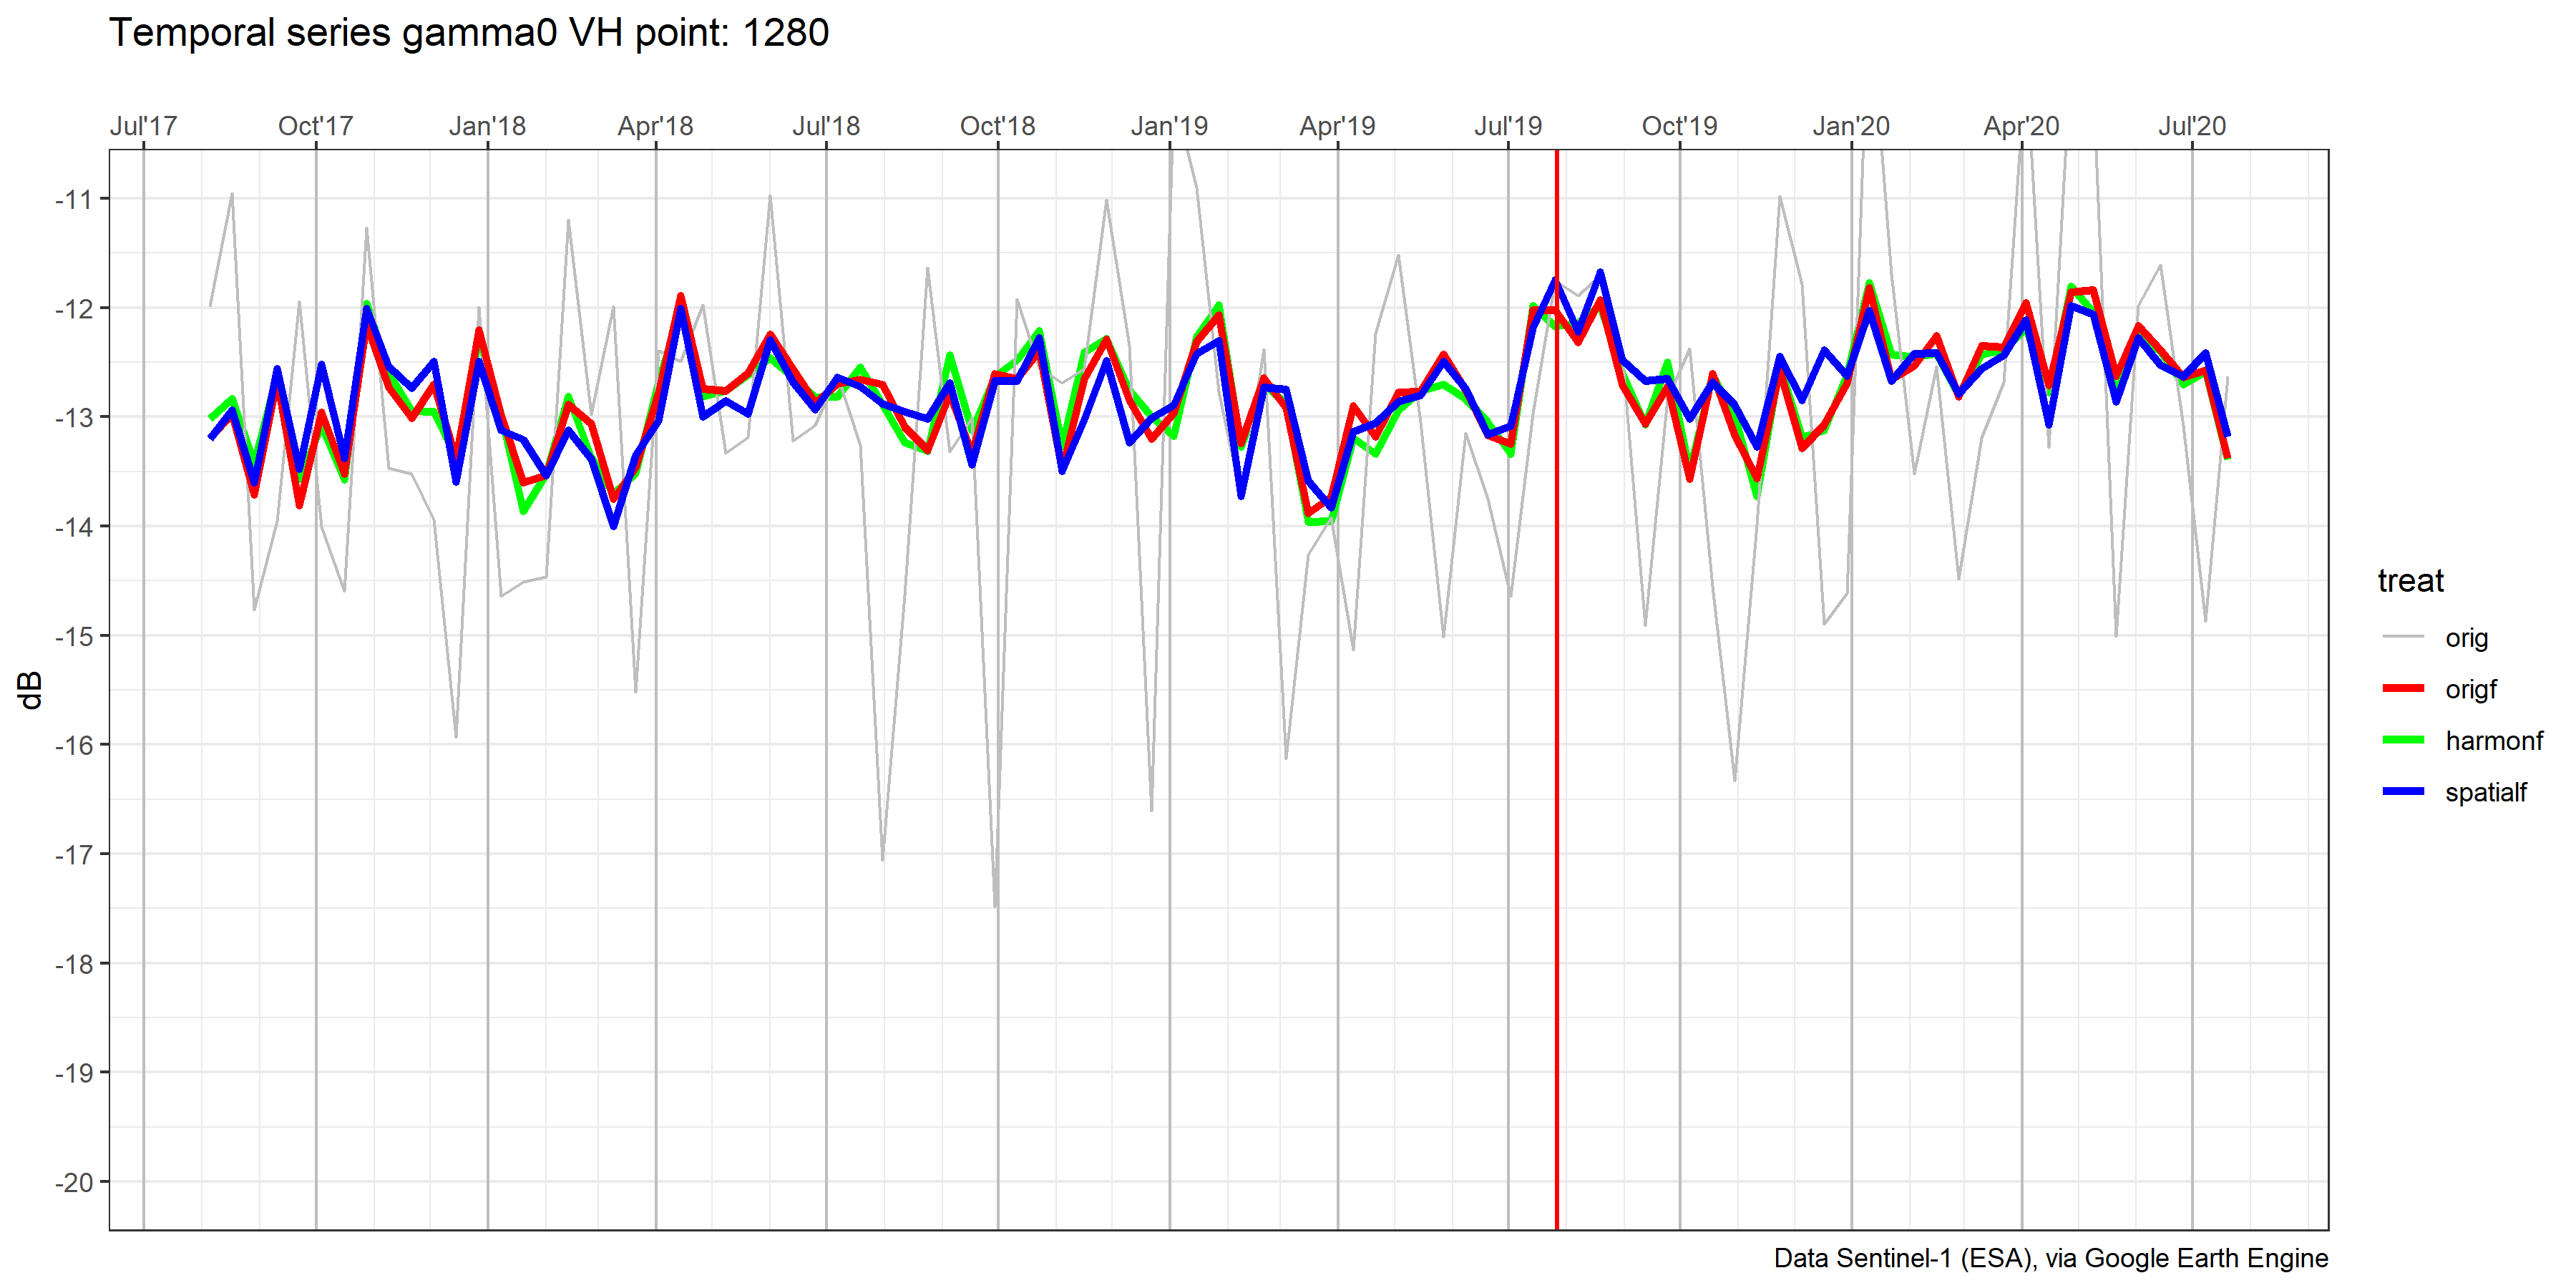 Temporal series gamma0 VH point: 1280
Jul'17 Oct'17 Jan'18 Apr'18 Jul'18 Oct'18 Jan'19 Apr'19 Jul'19 Oct'19 Jan'20 Apr'20 Jul'20
-11
-12
-13
-14
-15
-16
-17
-18
-19
-20
dB
treat
orig
origf
harmonf
spatialf
Data Sentinel-1 (ESA), via Google Earth Engine